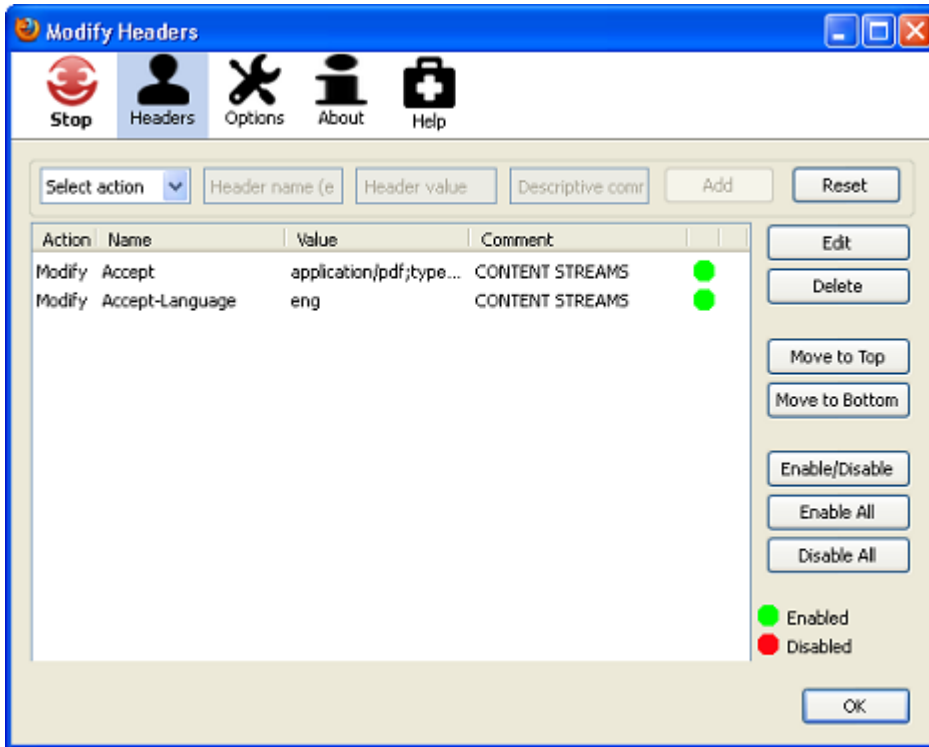 Modify Headers
Stop Headers Options About Help
Select action Header name (e Header value Descriptive comr Add Reset
Action Name Value Comment
Modify Accept application/pdf;type... CONTENT STREAMS
Modify Accept-Language eng CONTENT STREAMS
Edit
Delete
Move to Top
Move to Bottom
Enable/Disable
Enable All
Disable All
Enabled
Disabled
OK